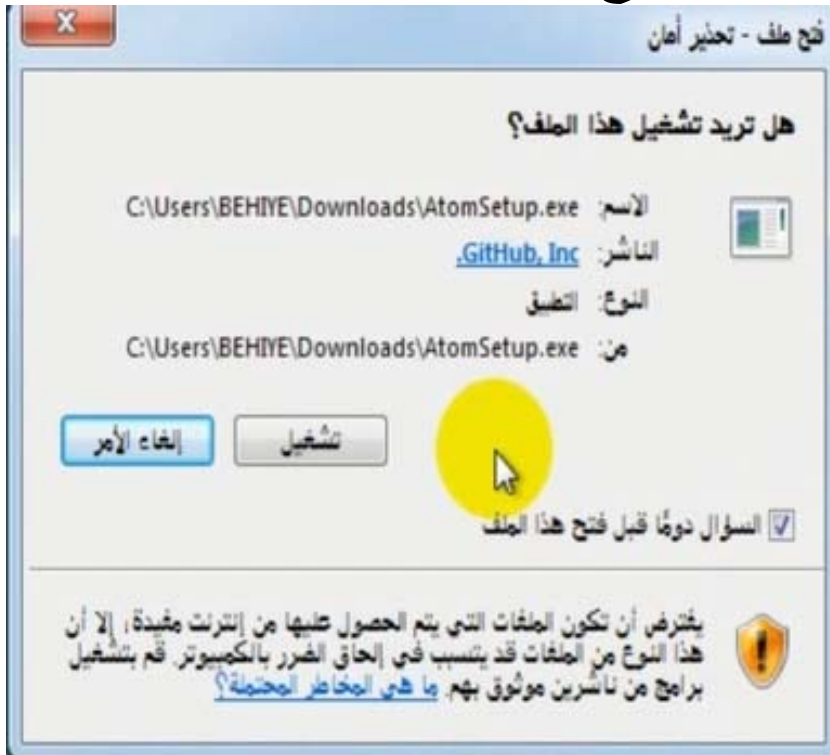 فتح ملف - تحذير أمان
هل تريد تشغيل هذا الملف؟
الاسم: C:\Users\BEHIYE\Downloads\AtomSetup.exe
الناشر: GitHub, Inc.
النوع: التطبيق
من: C:\Users\BEHIYE\Downloads\AtomSetup.exe
تشغيل إلغاء الأمر
السؤال دومًا قبل فتح هذا الملف
يفترض أن تكون الملفات التي يتم الحصول عليها من إنترنت مفيدة، إلا أن
هذا النوع من الملفات قد يتسبب في إلحاق الضرر بالكمبيوتر. قم بتشغيل
برامج من ناشرين موثوق بهم. ما هي المخاطر المحتملة؟